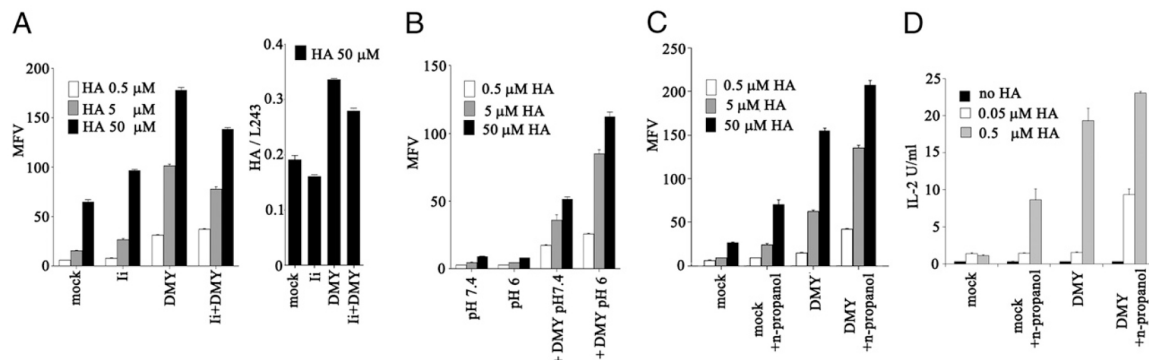 A
MFV
200
150
100
50
0
HA 0.5 µM
HA 5 µM
HA 50 µM
mock
Ii
DMY
Ii+DMY
HA / L243
0.4
0.3
0.2
0.1
0
HA 50 µM
mock
Ii
DMY
Ii+DMY
B
MFV
150
100
50
0
0.5 µM HA
5 µM HA
50 µM HA
pH 7.4
pH 6
+ DMY pH7.4
+ DMY pH 6
C
MFV
250
200
150
100
50
0
0.5 µM HA
5 µM HA
50 µM HA
mock
mock
+n-propanol
DMY
DMY
+n-propanol
D
IL-2 U/ml
25
20
15
10
5
0
no HA
0.05 µM HA
0.5 µM HA
mock
mock
+n-propanol
DMY
DMY
+n-propanol